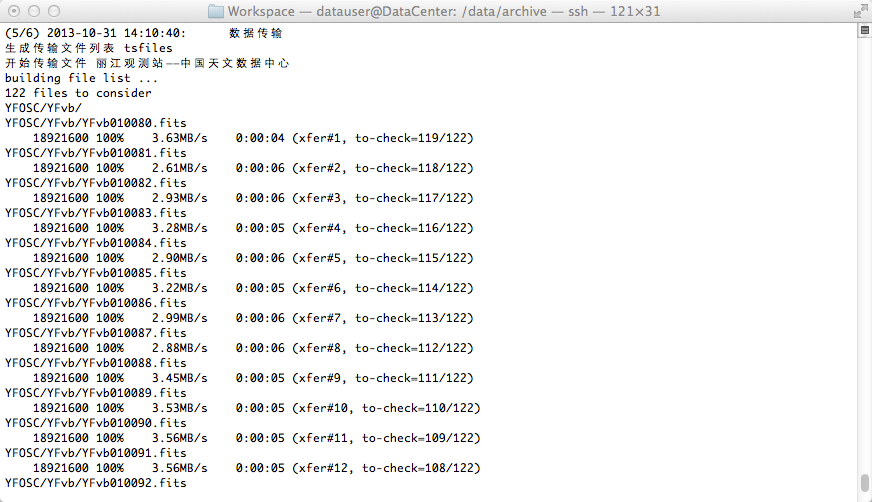 Workspace — datauser@DataCenter: /data/archive — ssh — 121×31
(5/6) 2013-10-31 14:10:40: 数据传输
生成传输文件列表 tsfiles
开始传输文件 丽江观测站——中国天文数据中心
building file list ...
122 files to consider
YFOSC/YFvb/
YFOSC/YFvb/YFvb010080.fits
18921600 100% 3.63MB/s 0:00:04 (xfer#1, to-check=119/122)
YFOSC/YFvb/YFvb010081.fits
18921600 100% 2.61MB/s 0:00:06 (xfer#2, to-check=118/122)
YFOSC/YFvb/YFvb010082.fits
18921600 100% 2.93MB/s 0:00:06 (xfer#3, to-check=117/122)
YFOSC/YFvb/YFvb010083.fits
18921600 100% 3.28MB/s 0:00:05 (xfer#4, to-check=116/122)
YFOSC/YFvb/YFvb010084.fits
18921600 100% 2.90MB/s 0:00:06 (xfer#5, to-check=115/122)
YFOSC/YFvb/YFvb010085.fits
18921600 100% 3.22MB/s 0:00:05 (xfer#6, to-check=114/122)
YFOSC/YFvb/YFvb010086.fits
18921600 100% 2.99MB/s 0:00:06 (xfer#7, to-check=113/122)
YFOSC/YFvb/YFvb010087.fits
18921600 100% 2.88MB/s 0:00:06 (xfer#8, to-check=112/122)
YFOSC/YFvb/YFvb010088.fits
18921600 100% 3.45MB/s 0:00:05 (xfer#9, to-check=111/122)
YFOSC/YFvb/YFvb010089.fits
18921600 100% 3.53MB/s 0:00:05 (xfer#10, to-check=110/122)
YFOSC/YFvb/YFvb010090.fits
18921600 100% 3.56MB/s 0:00:05 (xfer#11, to-check=109/122)
YFOSC/YFvb/YFvb010091.fits
18921600 100% 3.56MB/s 0:00:05 (xfer#12, to-check=108/122)
YFOSC/YFvb/YFvb010092.fits